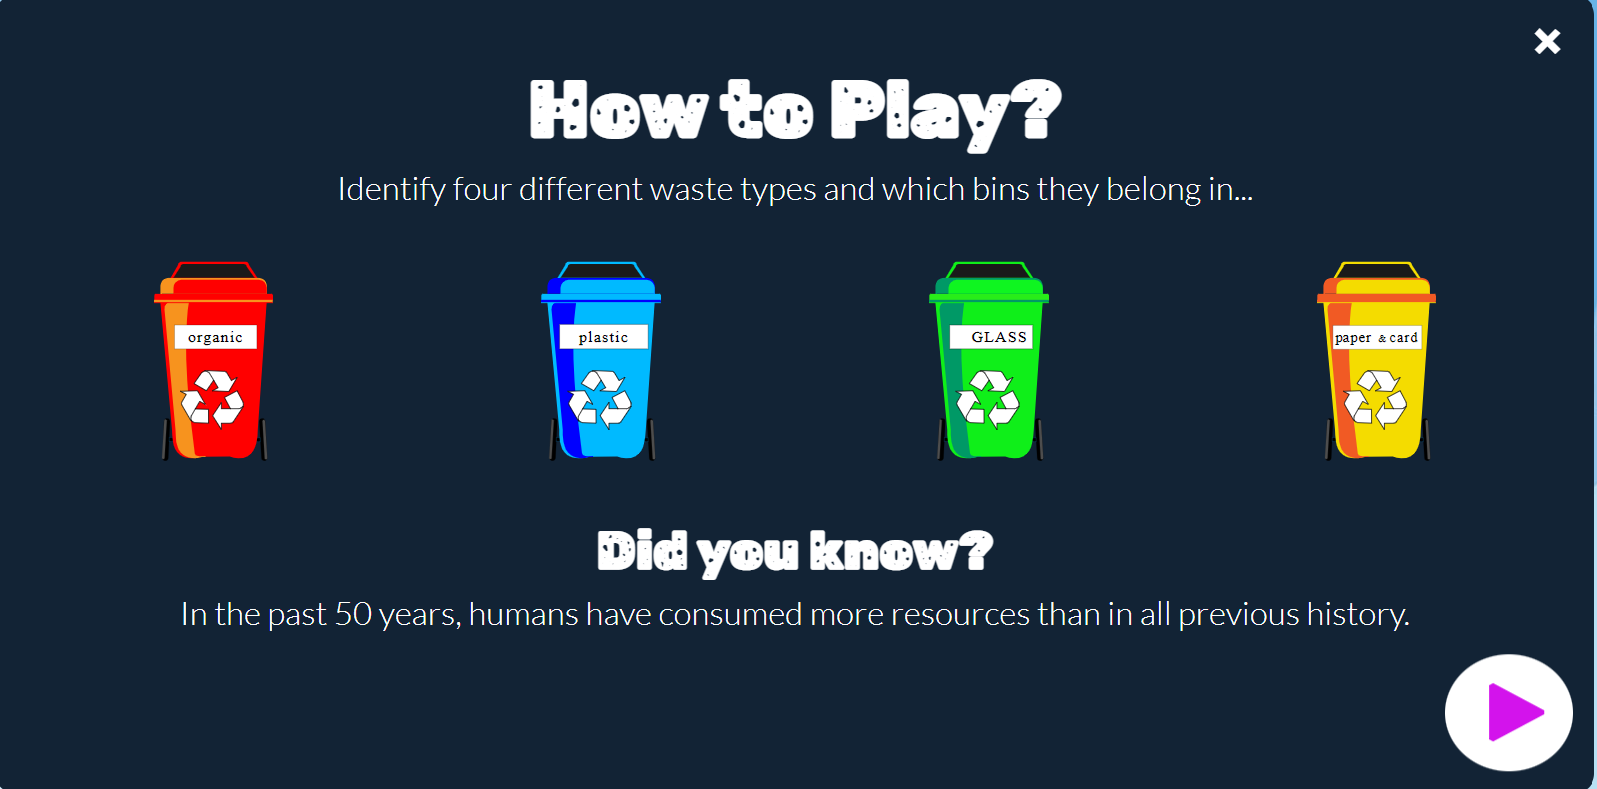 How to Play?
Identify four different waste types and which bins they belong in...
organic
plastic
GLASS
paper & card
Did you know?
In the past 50 years, humans have consumed more resources than in all previous history.